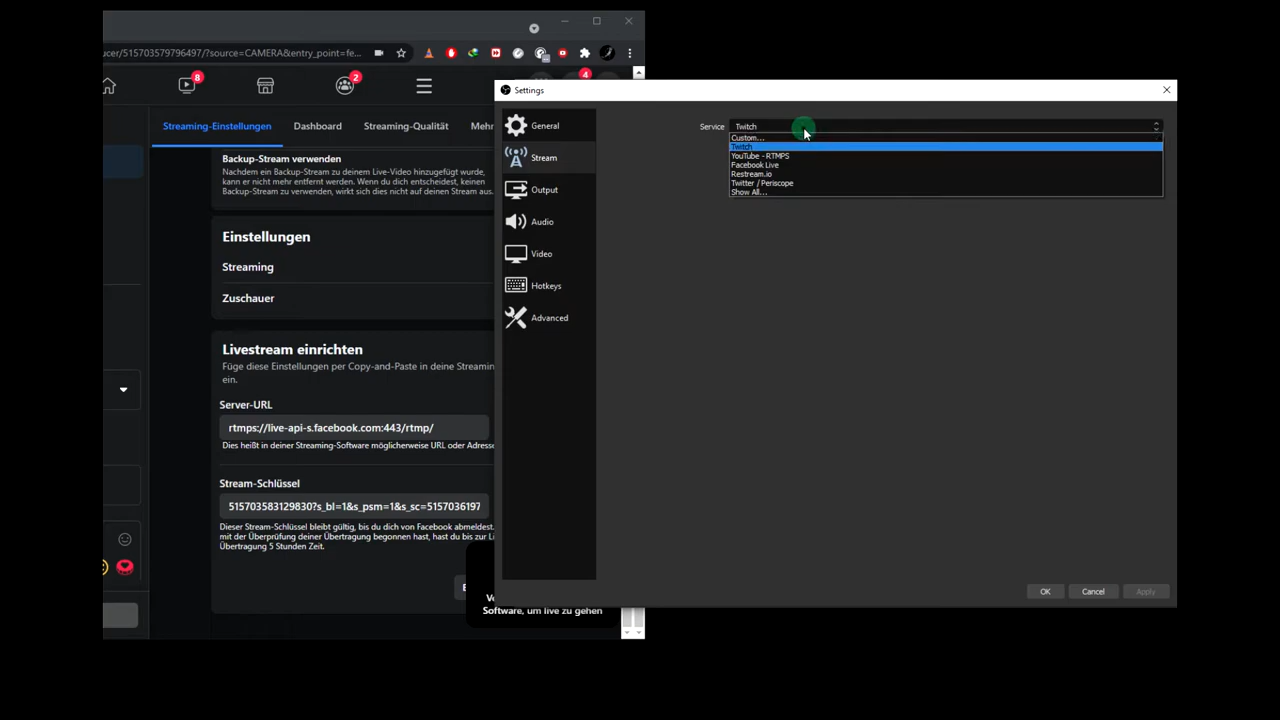 ucer/515703579796497/?source=CAMERA&entry_point=fe...
8
2
4
Streaming-Einstellungen
Dashboard
Streaming-Qualität
Mehr
Backup-Stream verwenden
Nachdem ein Backup-Stream zu deinem Live-Video hinzugefügt wurde,
kann er nicht mehr entfernt werden. Wenn du dich entscheidest, keinen
Backup-Stream zu verwenden, wirkt sich dies nicht auf deinen Stream aus.
Einstellungen
Streaming
Zuschauer
Livestream einrichten
Füge diese Einstellungen per Copy-and-Paste in deine Streamin
ein.
Server-URL
rtmps://live-api-s.facebook.com:443/rtmp/
Dies heißt in deiner Streaming-Software möglicherweise URL oder Adresse
Stream-Schlüssel
515703583129830?s_bl=1&s_psm=1&s_sc=5157036197
Dieser Stream-Schlüssel bleibt gültig, bis du dich von Facebook abmeldest.
mit der Überprüfung deiner Übertragung begonnen hast, hast du bis zur Li
Übertragung 5 Stunden Zeit.
Software, um live zu gehen
Settings
General
Stream
Output
Audio
Video
Hotkeys
Advanced
Service
Twitch
Custom...
Twitch
YouTube - RTMPS
Facebook Live
Restream.io
Twitter / Periscope
Show All...
OK
Cancel
Apply